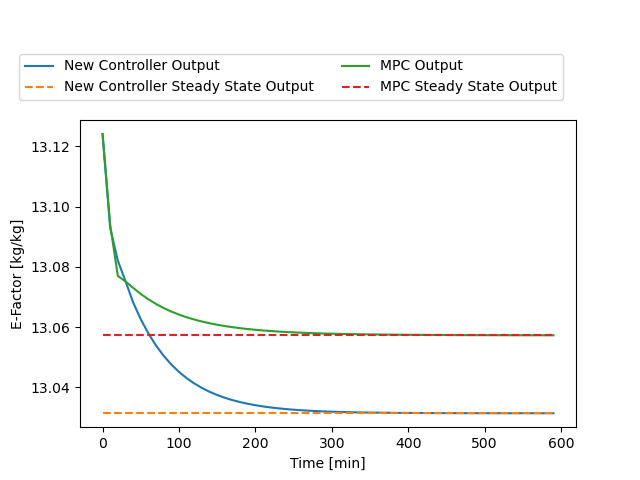 New Controller Output
New Controller Steady State Output
MPC Output
MPC Steady State Output
E-Factor [kg/kg]
13.12
13.10
13.08
13.06
13.04
0 100 200 300 400 500 600
Time [min]